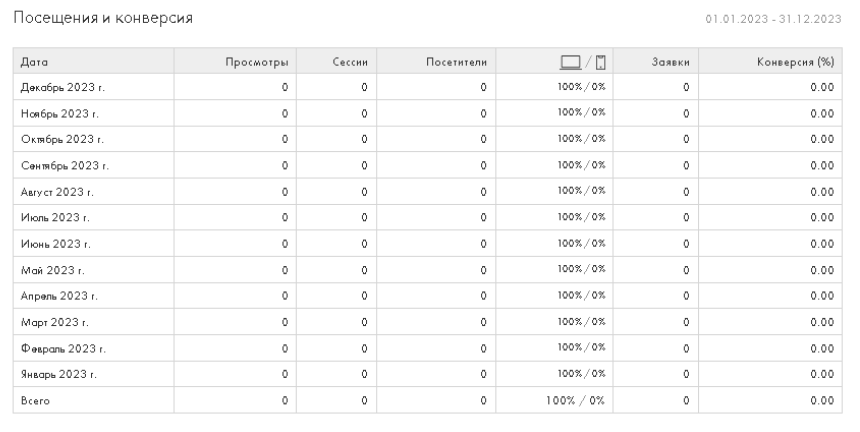 Посещения и конверсия 01.01.2023 - 31.12.2023
Дата Просмотры Сессии Посетители / Заявки Конверсия (%)
Декабрь 2023 г. 0 0 0 100% / 0% 0 0.00
Ноябрь 2023 г. 0 0 0 100% / 0% 0 0.00
Октябрь 2023 г. 0 0 0 100% / 0% 0 0.00
Сентябрь 2023 г. 0 0 0 100% / 0% 0 0.00
Август 2023 г. 0 0 0 100% / 0% 0 0.00
Июль 2023 г. 0 0 0 100% / 0% 0 0.00
Июнь 2023 г. 0 0 0 100% / 0% 0 0.00
Май 2023 г. 0 0 0 100% / 0% 0 0.00
Апрель 2023 г. 0 0 0 100% / 0% 0 0.00
Март 2023 г. 0 0 0 100% / 0% 0 0.00
Февраль 2023 г. 0 0 0 100% / 0% 0 0.00
Январь 2023 г. 0 0 0 100% / 0% 0 0.00
Всего 0 0 0 100% / 0% 0 0.00